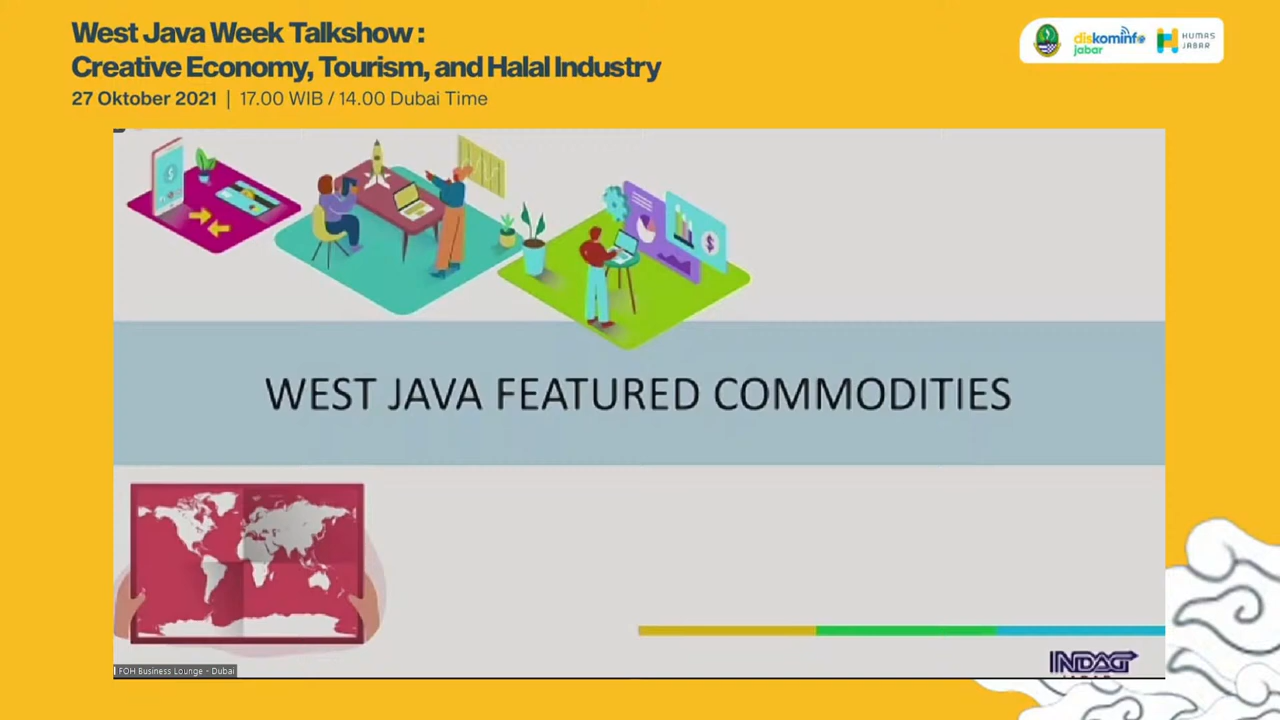 West Java Week Talkshow :
Creative Economy, Tourism, and Halal Industry
27 Oktober 2021 | 17.00 WIB / 14.00 Dubai Time
diskominfo
jabar
HUMAS
JABAR
WEST JAVA FEATURED COMMODITIES
FOH Business Lounge - Dubai
INDAG